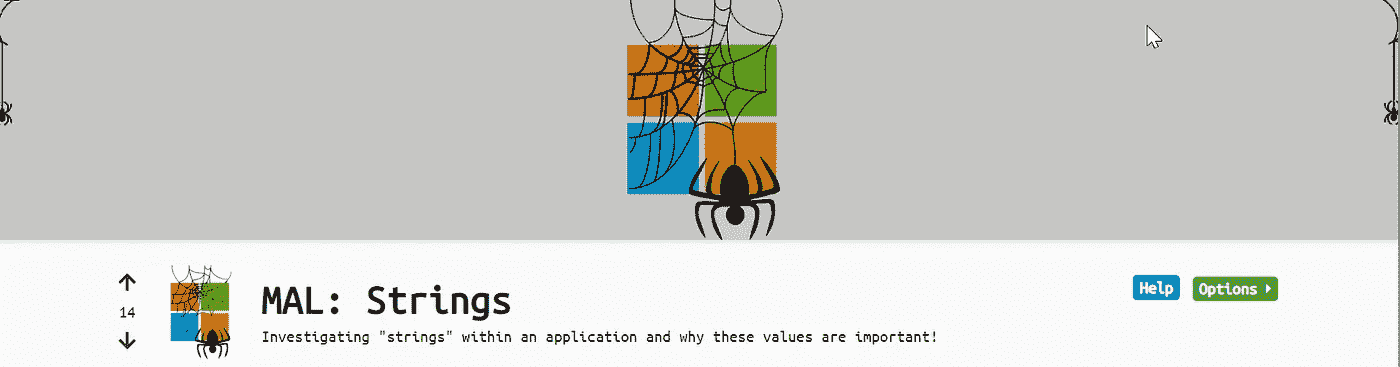 MAL: Strings
Help
Options
14
Investigating "strings" within an application and why these values are important!